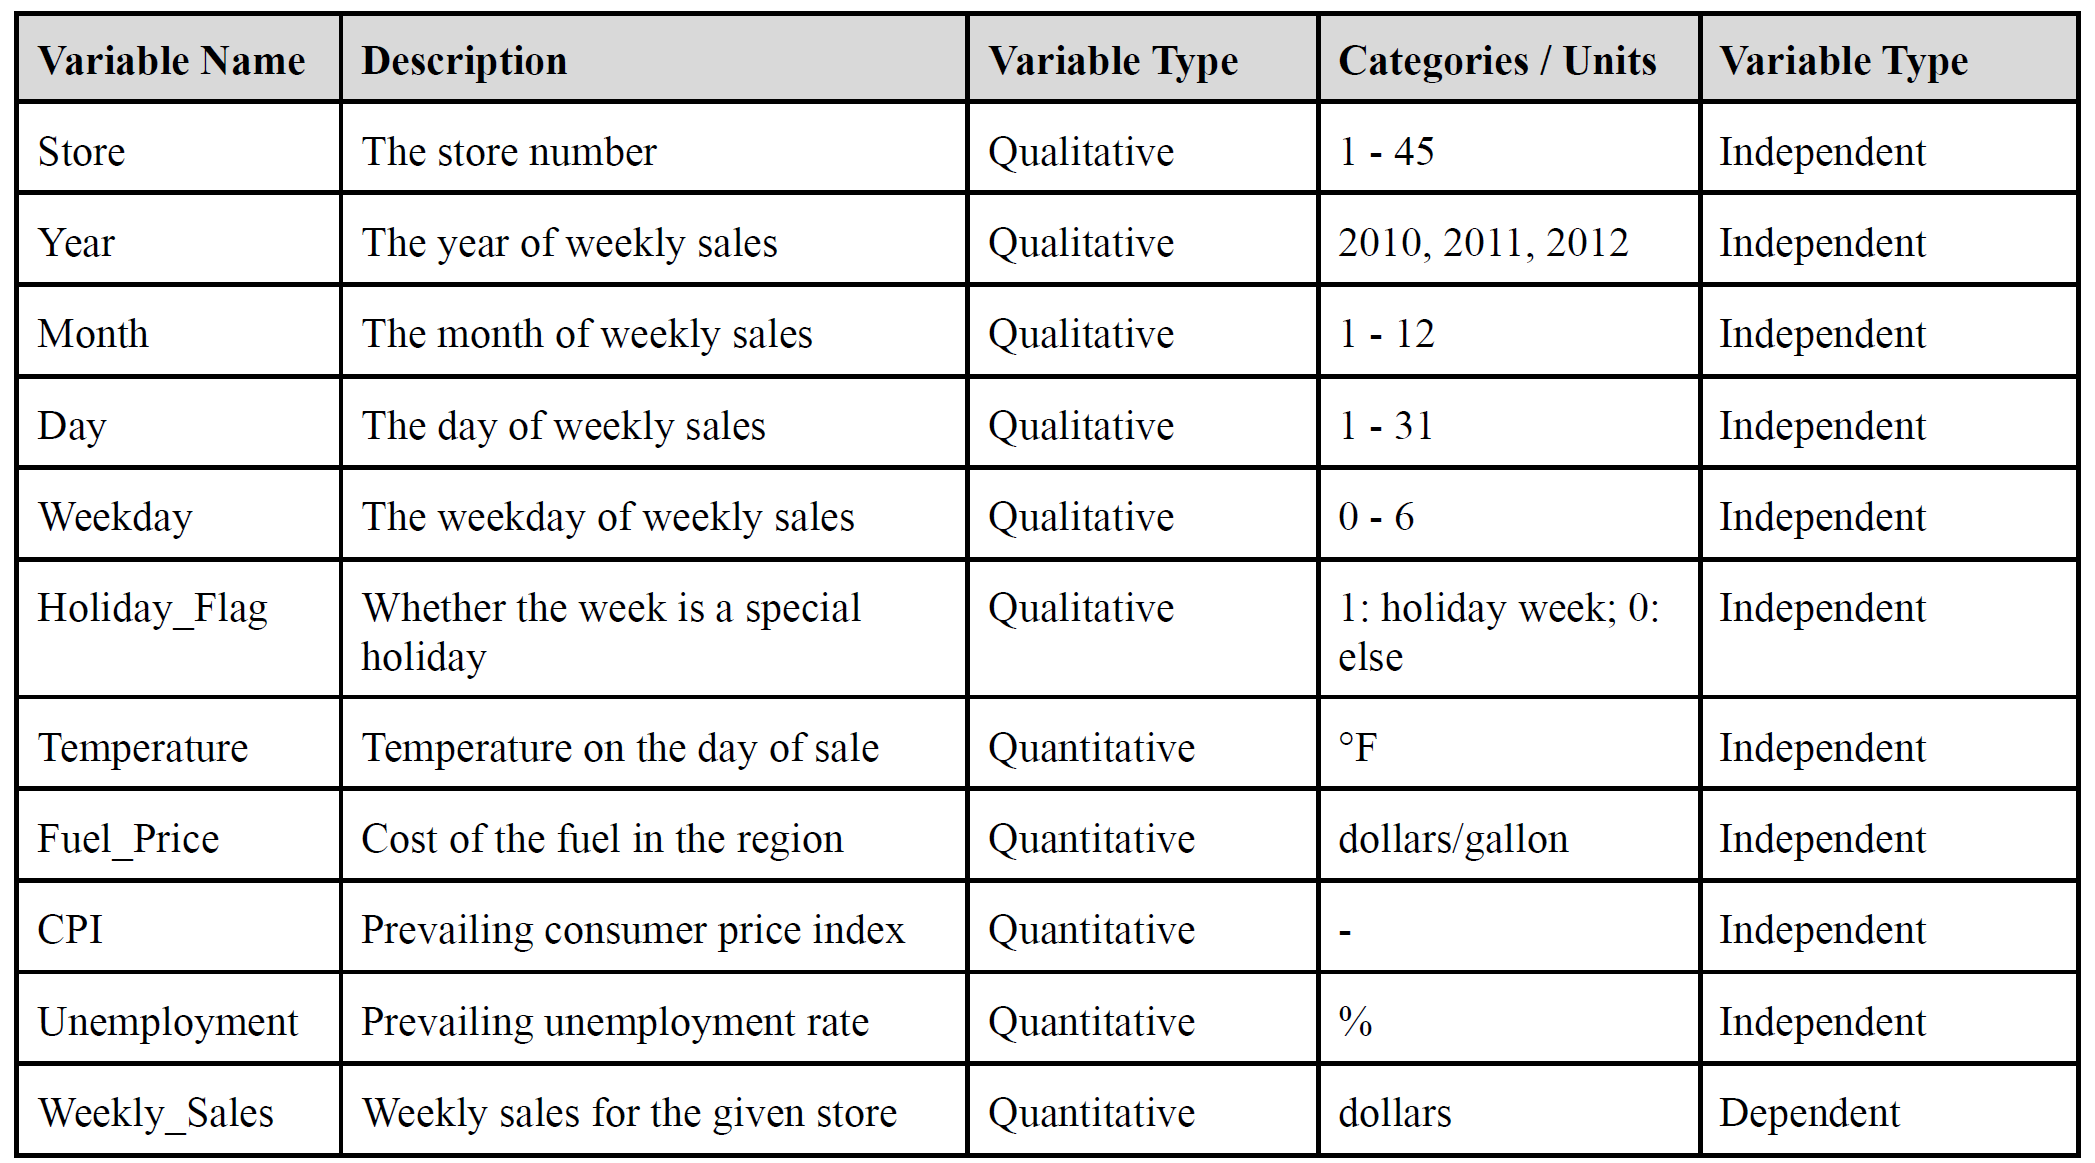 Variable Name Description Variable Type Categories / Units Variable Type
Store The store number Qualitative 1 - 45 Independent
Year The year of weekly sales Qualitative 2010, 2011, 2012 Independent
Month The month of weekly sales Qualitative 1 - 12 Independent
Day The day of weekly sales Qualitative 1 - 31 Independent
Weekday The weekday of weekly sales Qualitative 0 - 6 Independent
Holiday_Flag Whether the week is a special Qualitative 1: holiday week; 0: Independent
holiday else
Temperature Temperature on the day of sale Quantitative °F Independent
Fuel_Price Cost of the fuel in the region Quantitative dollars/gallon Independent
CPI Prevailing consumer price index Quantitative - Independent
Unemployment Prevailing unemployment rate Quantitative % Independent
Weekly_Sales Weekly sales for the given store Quantitative dollars Dependent